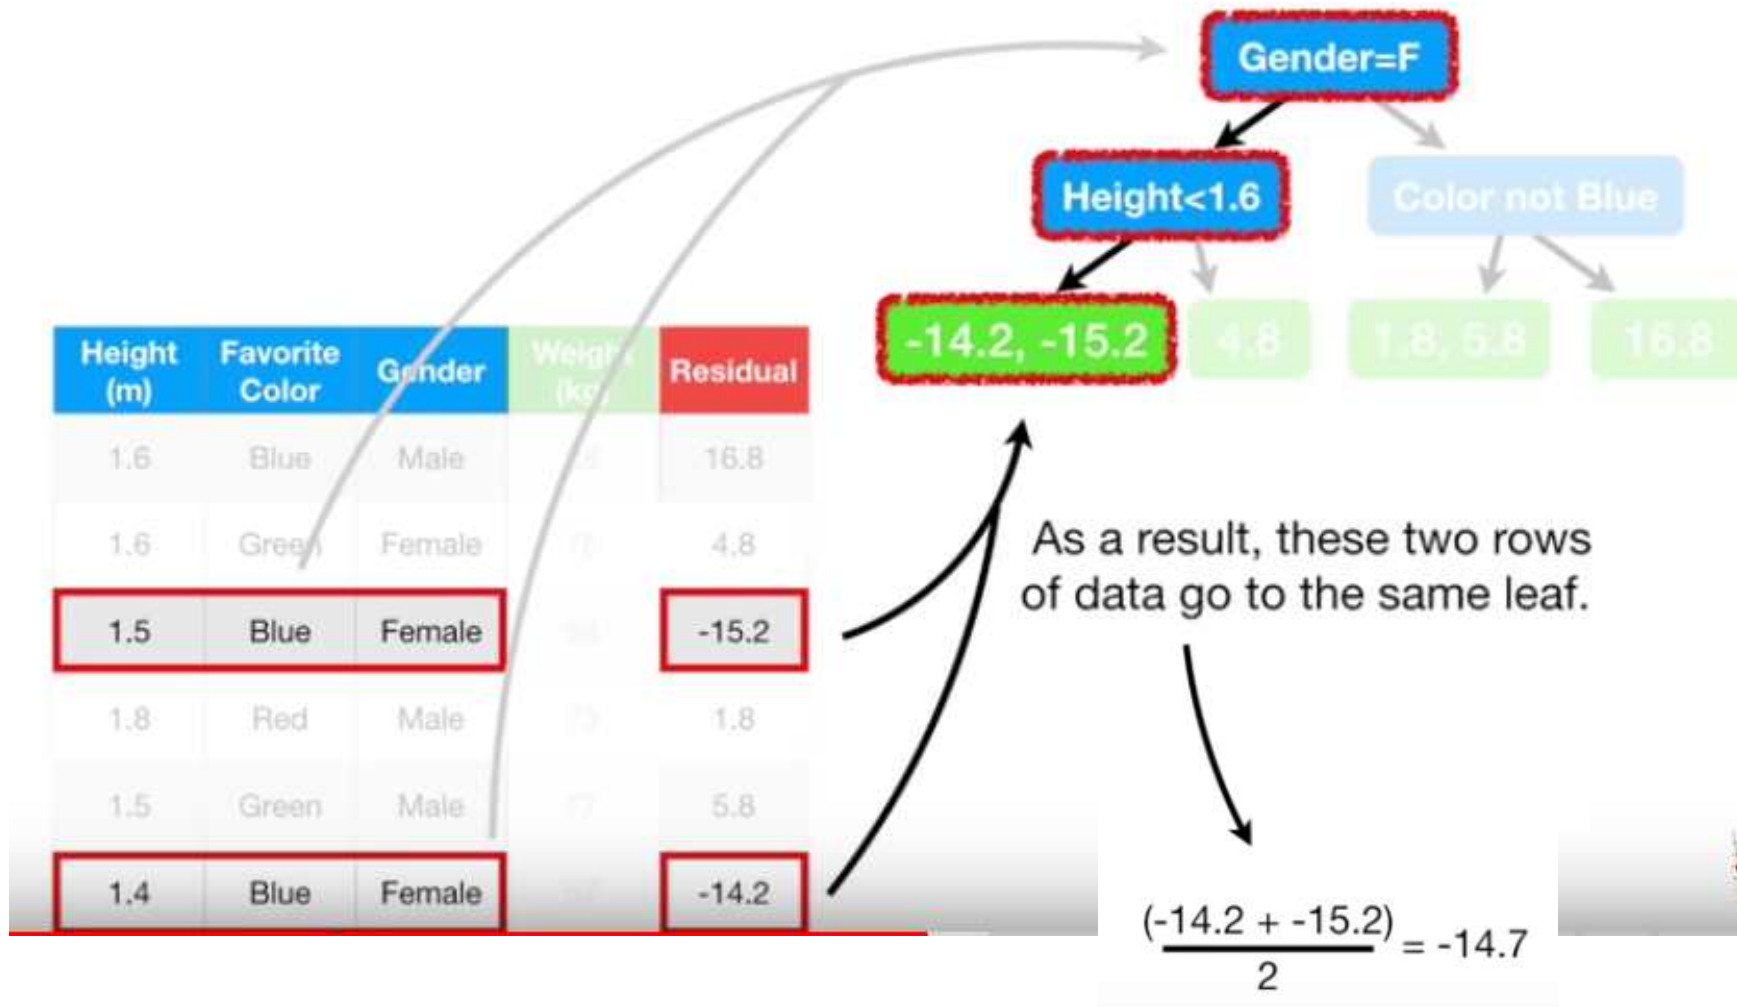 Gender=F
Height<1.6
Color not Blue
-14.2, -15.2
4.8
1.8, 5.8
16.8
Height (m) Favorite Color Gender Weight (kg) Residual
1.6 Blue Male 16.8
1.6 Green Female 4.8
1.5 Blue Female -15.2
1.8 Red Male 1.8
1.5 Green Male 5.8
1.4 Blue Female -14.2
As a result, these two rows
of data go to the same leaf.
(-14.2 + -15.2)
2
= -14.7